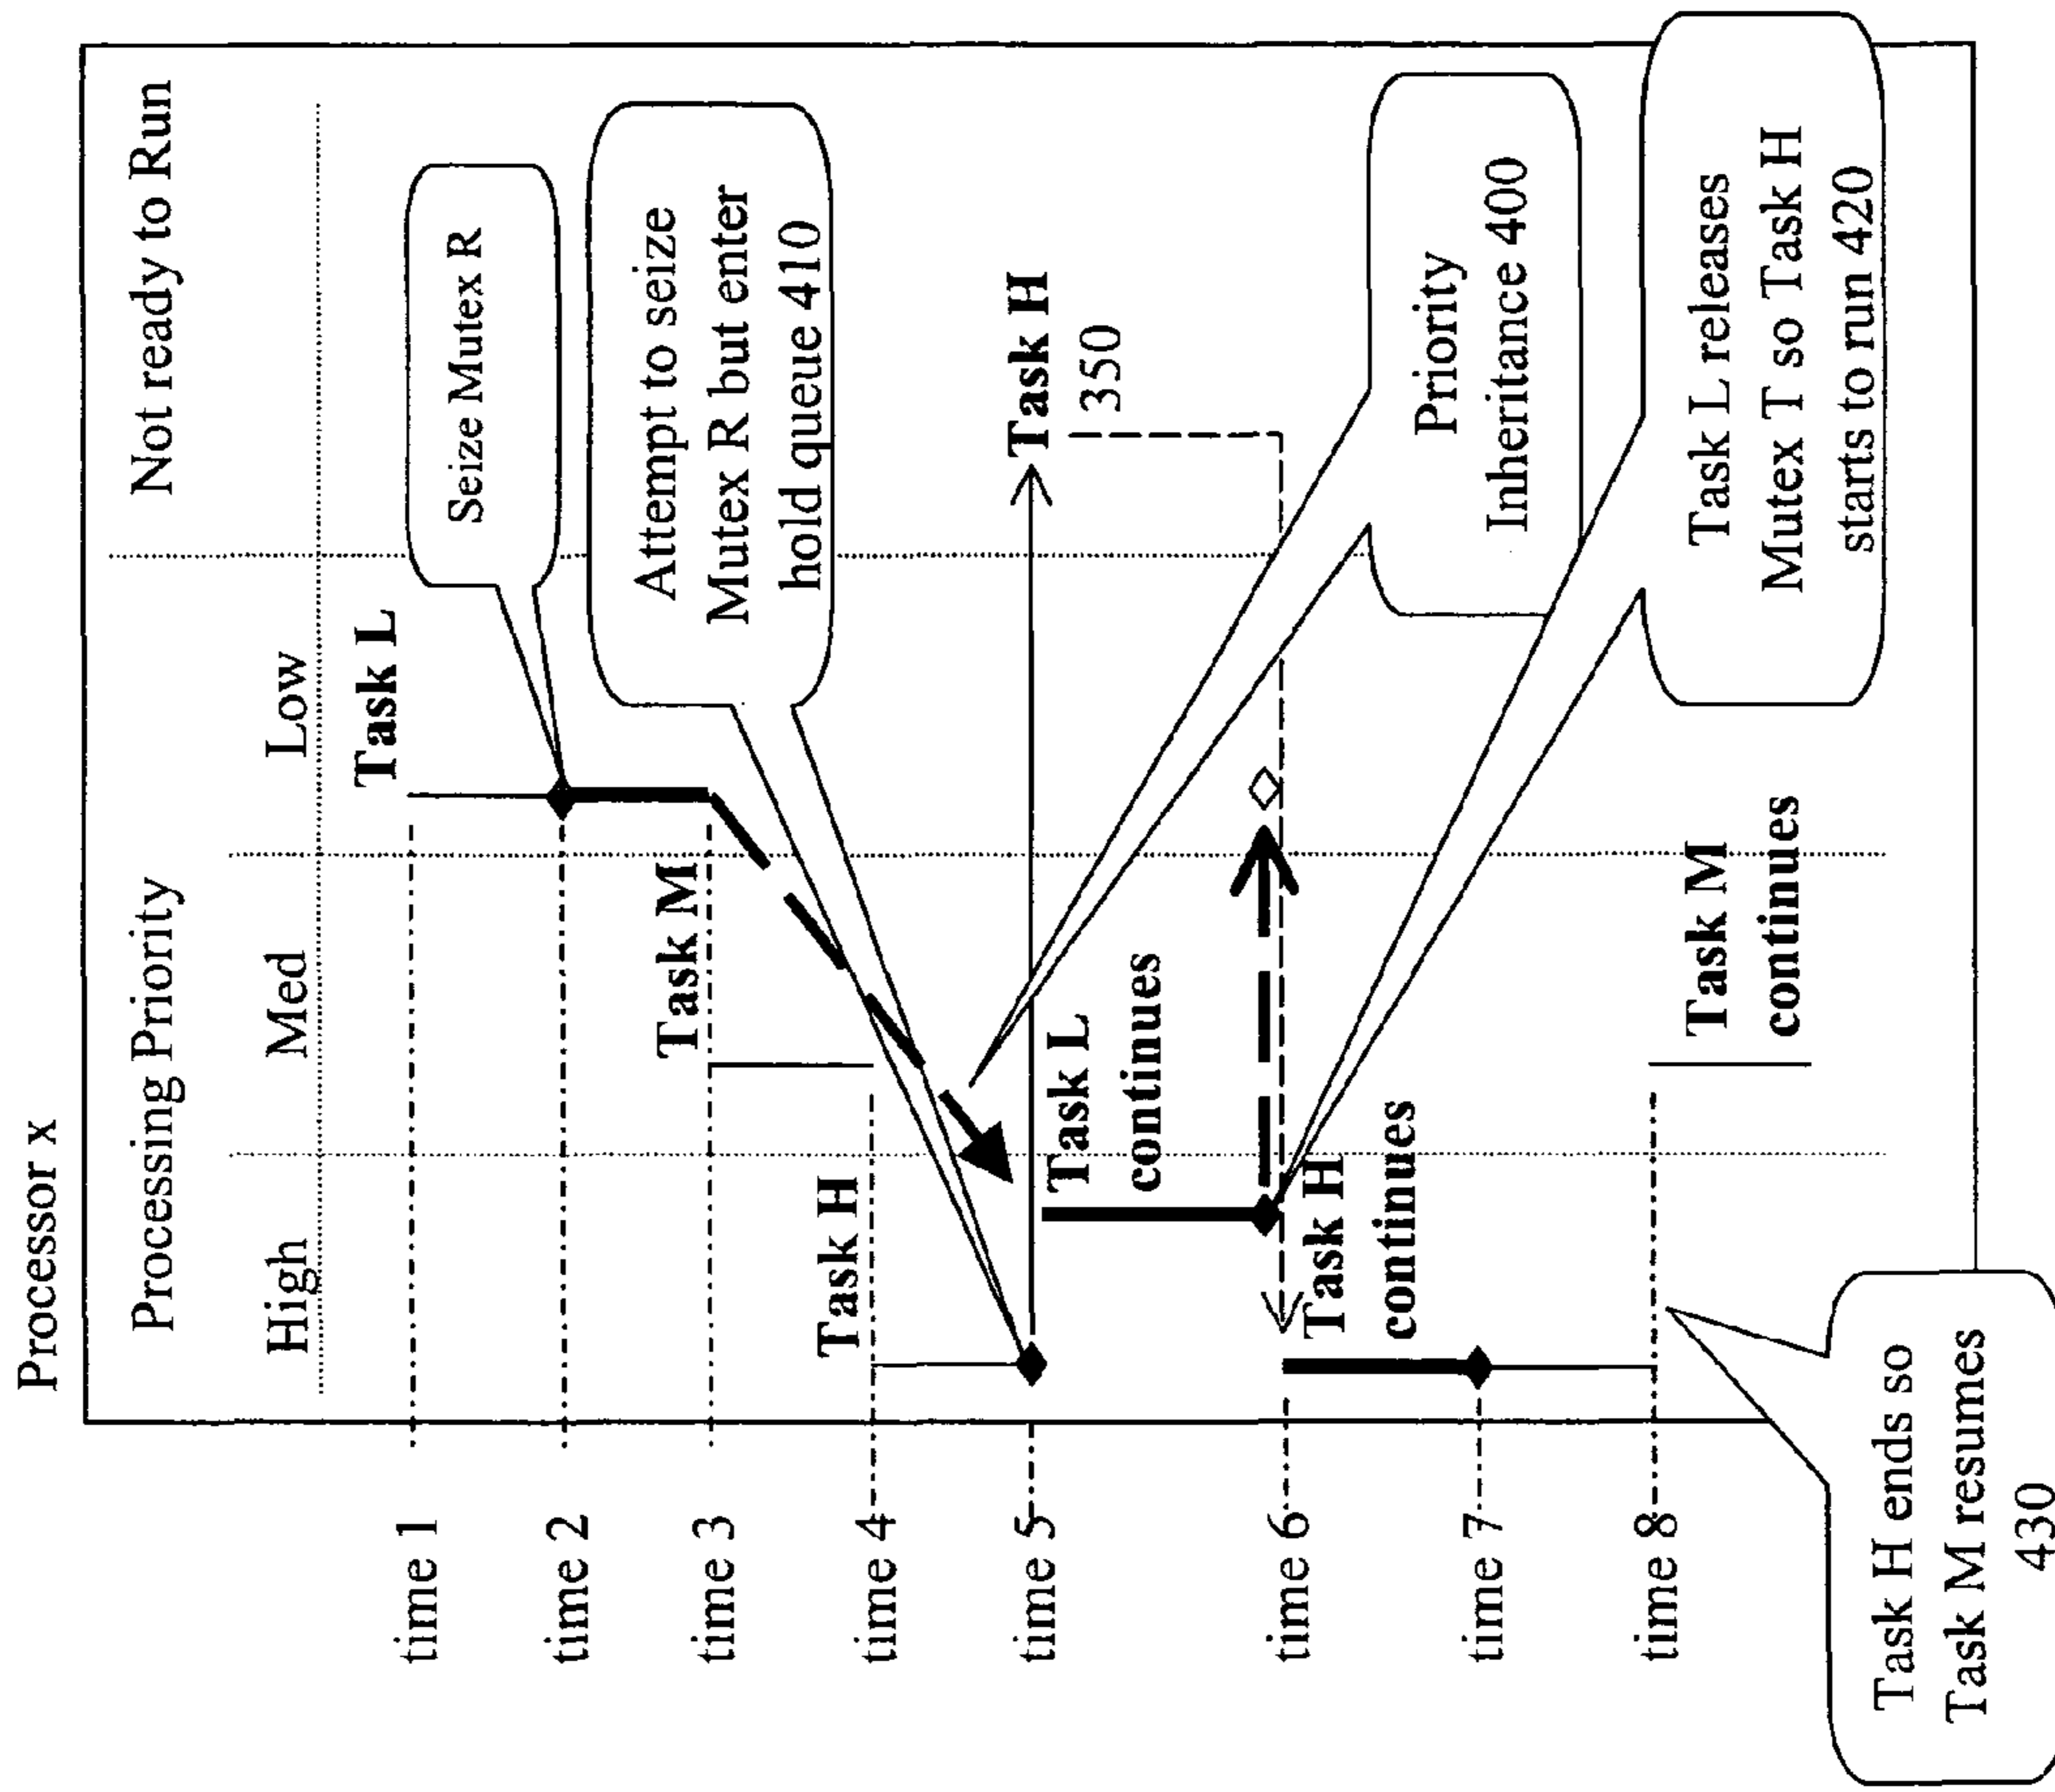 Processor x
Processing Priority
Not ready to Run
High
Med
Low
time 1
Task L
time 2
Seize Mutex R
time 3
Task M
Attempt to seize
Mutex R but enter
hold queue 410
time 4
Task H
time 5
Task H
350
Task L
continues
time 6
Task H
continues
Priority
Inheritance 400
time 7
time 8
Task L releases
Mutex T so Task H
starts to run 420
Task M
continues
Task H ends so
Task M resumes
430